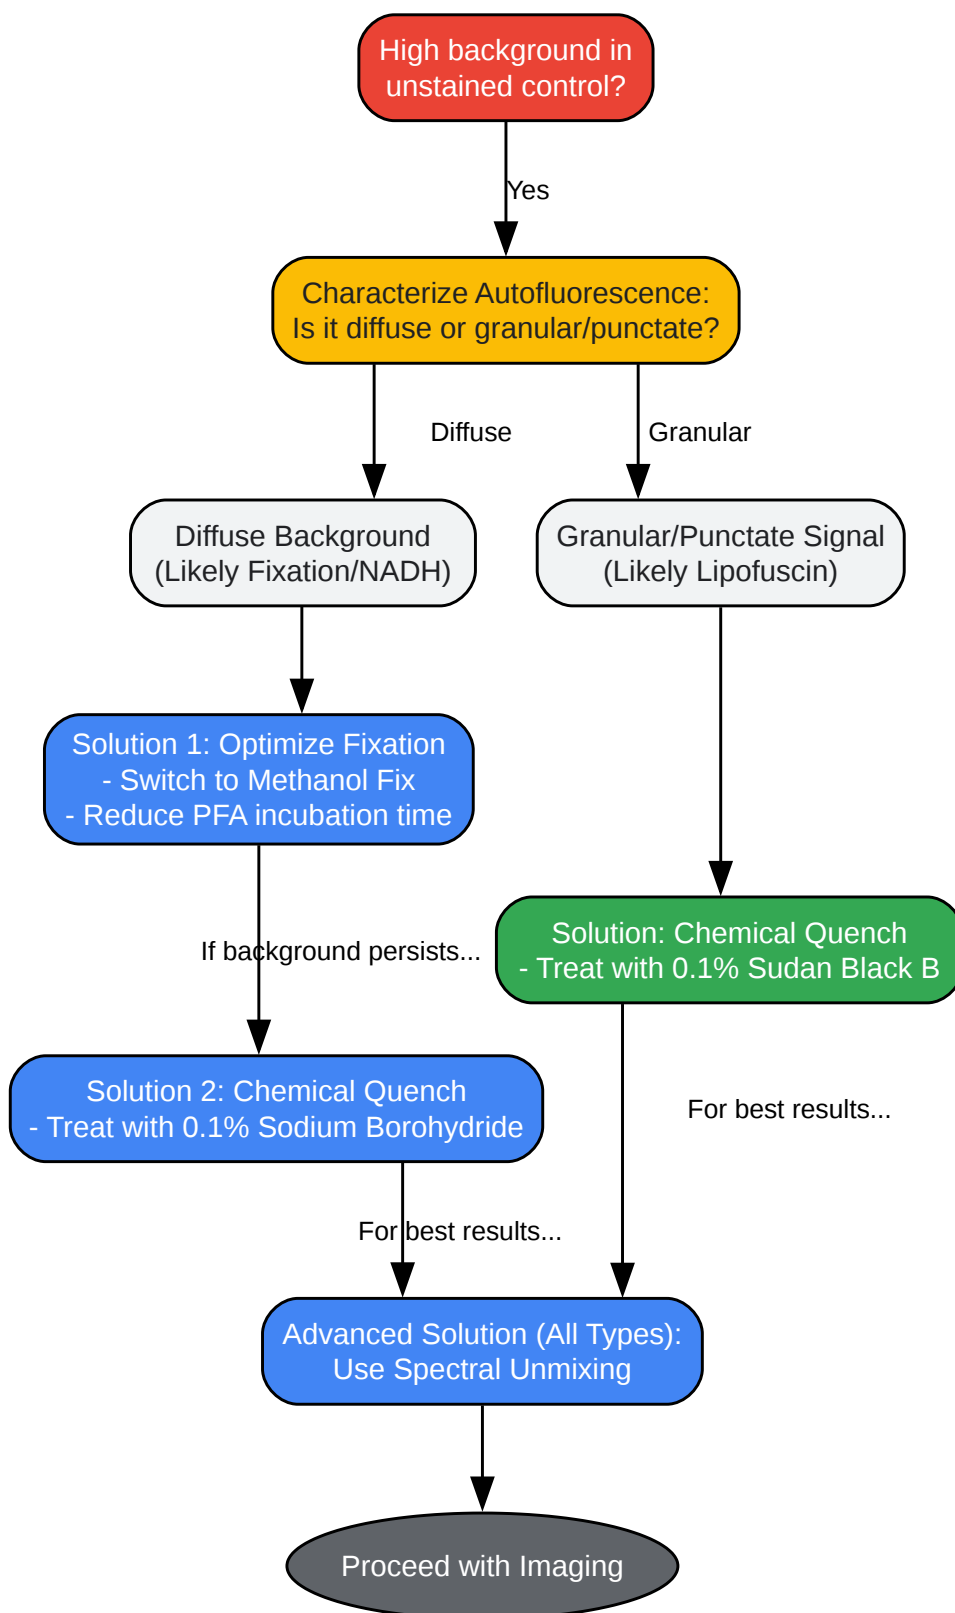 High background in
unstained control?
Yes
Characterize Autofluorescence:
Is it diffuse or granular/punctate?
Diffuse
Granular
Diffuse Background
(Likely Fixation/NADH)
Granular/Punctate Signal
(Likely Lipofuscin)
Solution 1: Optimize Fixation
- Switch to Methanol Fix
- Reduce PFA incubation time
If background persists...
Solution: Chemical Quench
- Treat with 0.1% Sudan Black B
Solution 2: Chemical Quench
- Treat with 0.1% Sodium Borohydride
For best results...
For best results...
Advanced Solution (All Types):
Use Spectral Unmixing
Proceed with Imaging